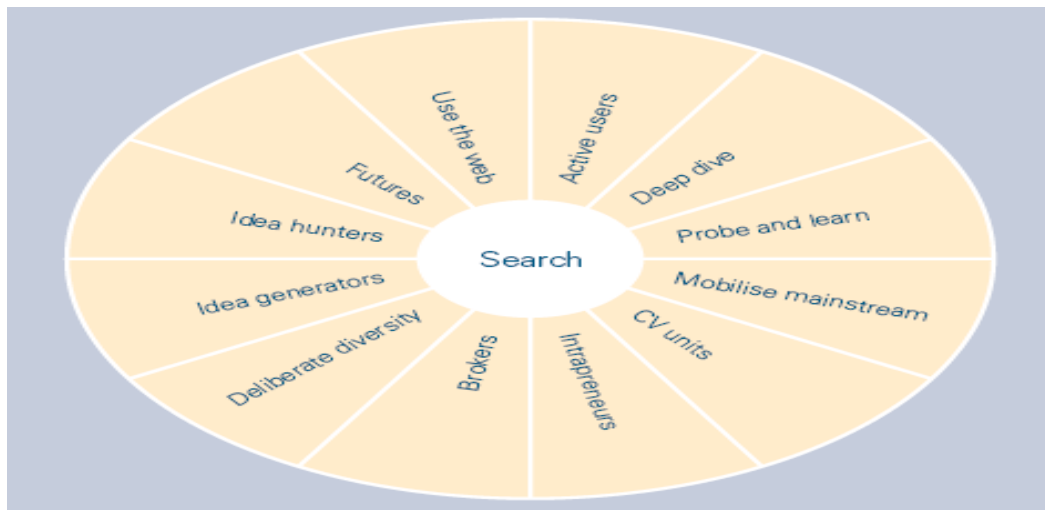 Search
Active users
Deep dive
Probe and learn
Mobilise mainstream
CV units
Intrapreneurs
Brokers
Deliberate diversity
Idea generators
Idea hunters
Futures
Use the web